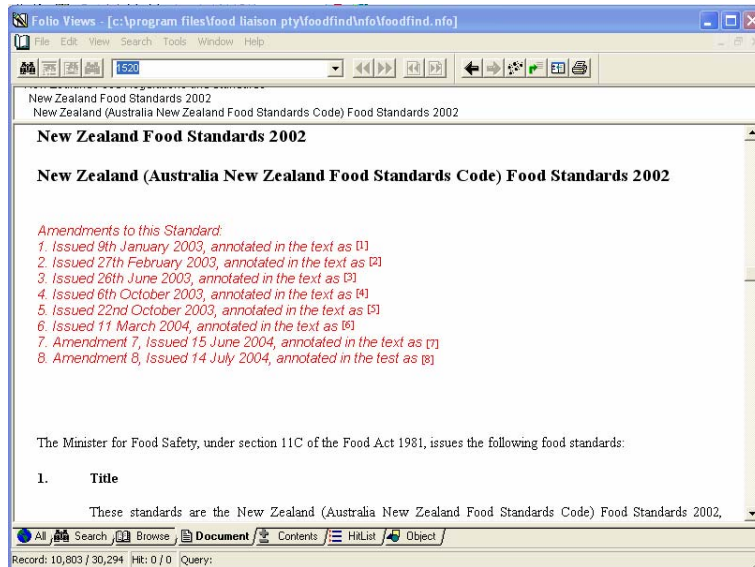 Folio Views - [c:\program files\food liaison pty\foodfind\nfo\foodfind.nfo]
File Edit View Search Tools Window Help
1520
New Zealand Food Standards 2002
New Zealand (Australia New Zealand Food Standards Code) Food Standards 2002
New Zealand Food Standards 2002
New Zealand (Australia New Zealand Food Standards Code) Food Standards 2002
Amendments to this Standard:
1. Issued 9th January 2003, annotated in the text as [1]
2. Issued 27th February 2003, annotated in the text as [2]
3. Issued 26th June 2003, annotated in the text as [3]
4. Issued 6th October 2003, annotated in the text as [4]
5. Issued 22nd October 2003, annotated in the text as [5]
6. Issued 11 March 2004, annotated in the text as [6]
7. Amendment 7, Issued 15 June 2004, annotated in the text as [7]
8. Amendment 8, Issued 14 July 2004, annotated in the test as [8]
The Minister for Food Safety, under section 11C of the Food Act 1981, issues the following food standards:
1. Title
These standards are the New Zealand (Australia New Zealand Food Standards Code) Food Standards 2002,
All Search Browse Document Contents HitList Object
Record: 10,803 / 30,294 Hit: 0 / 0 Query: